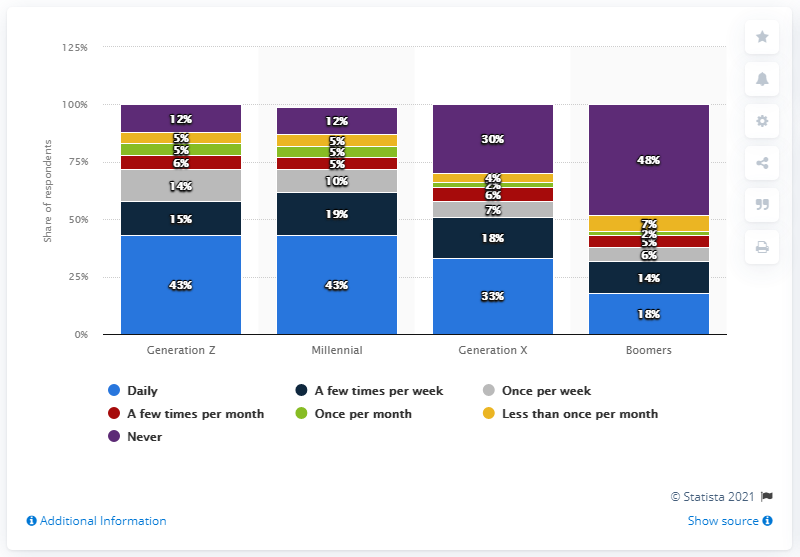 125%
100%
75%
50%
25%
0%
Share of respondents
12% 12% 30% 48%
5% 5% 4% 7%
5% 5% 2% 2%
6% 5% 6% 5%
14% 10% 7% 6%
15% 19% 18% 14%
43% 43% 33% 18%
Generation Z Millennial Generation X Boomers
Daily A few times per week Once per week
A few times per month Once per month Less than once per month
Never
© Statista 2021
Additional Information Show source